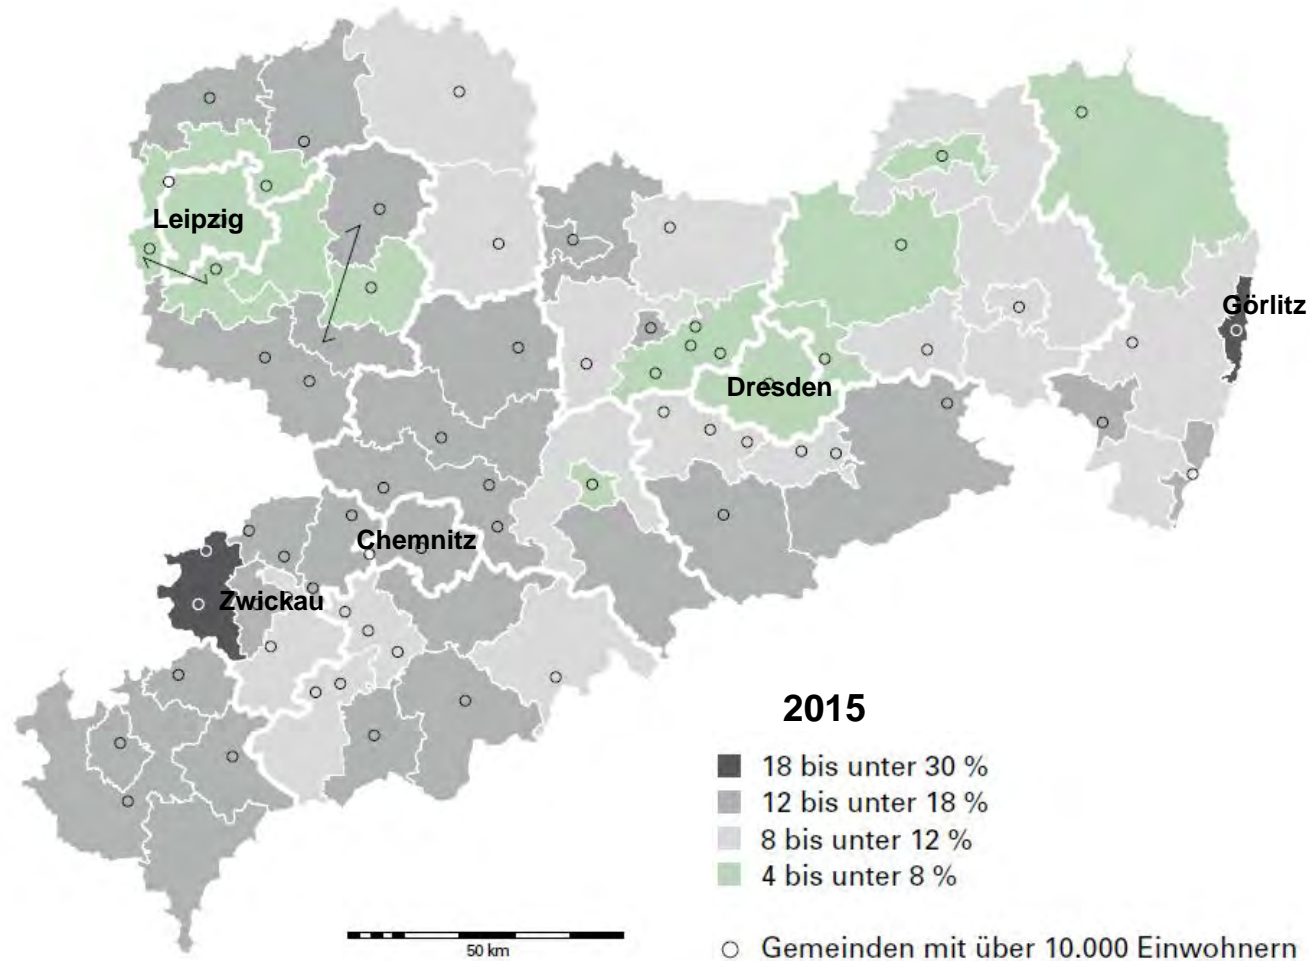 Leipzig
Görlitz
Dresden
Chemnitz
Zwickau
2015
18 bis unter 30 %
12 bis unter 18 %
8 bis unter 12 %
4 bis unter 8 %
50 km
Gemeinden mit über 10.000 Einwohnern